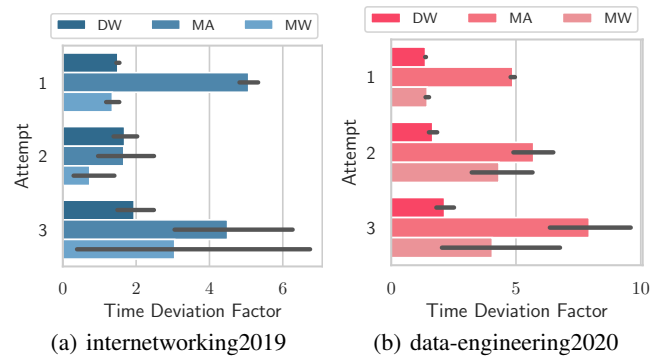 DW MA MW
1
2
3
Attempt
0 2 4 6
Time Deviation Factor
(a) internetworking2019
DW MA MW
1
2
3
Attempt
0 5 10
Time Deviation Factor
(b) data-engineering2020